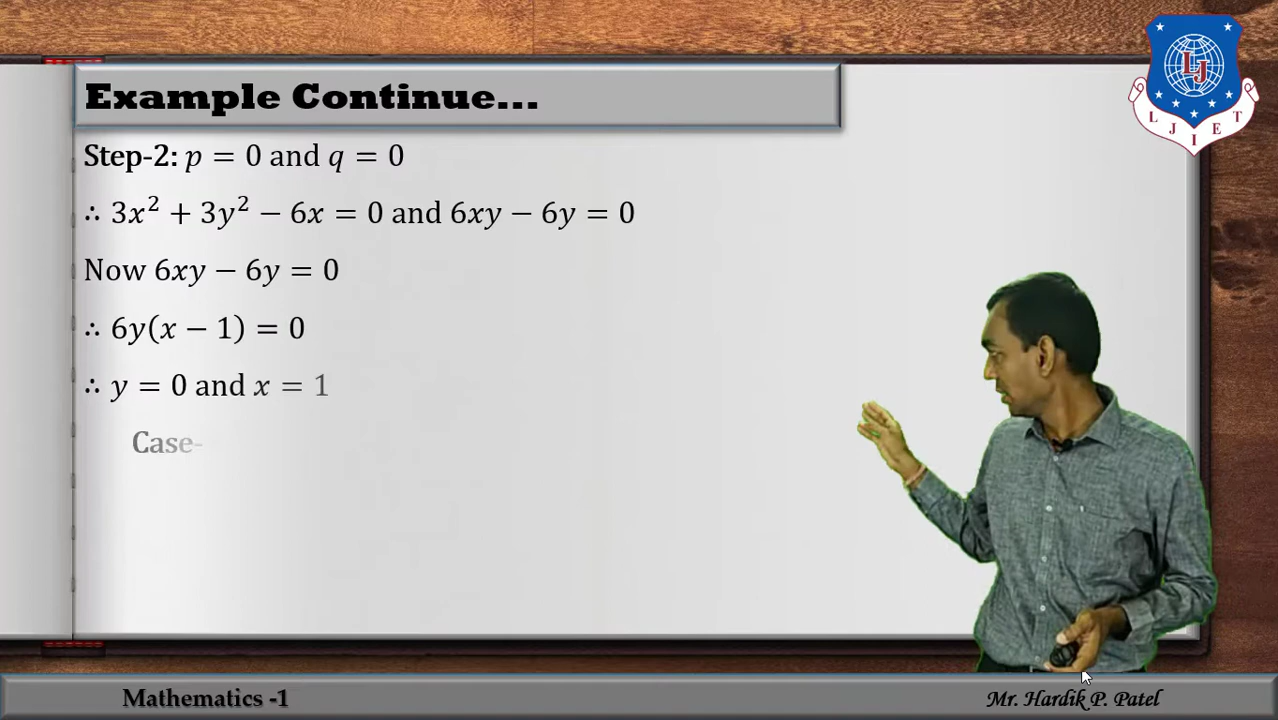 Example Continue...
LJ
L J I E T
Step-2: p = 0 and q = 0
∴ 3x² + 3y² − 6x = 0 and 6xy − 6y = 0
Now 6xy − 6y = 0
∴ 6y(x − 1) = 0
∴ y = 0 and x = 1
Case-
Mathematics -1
Mr. Hardik P. Patel